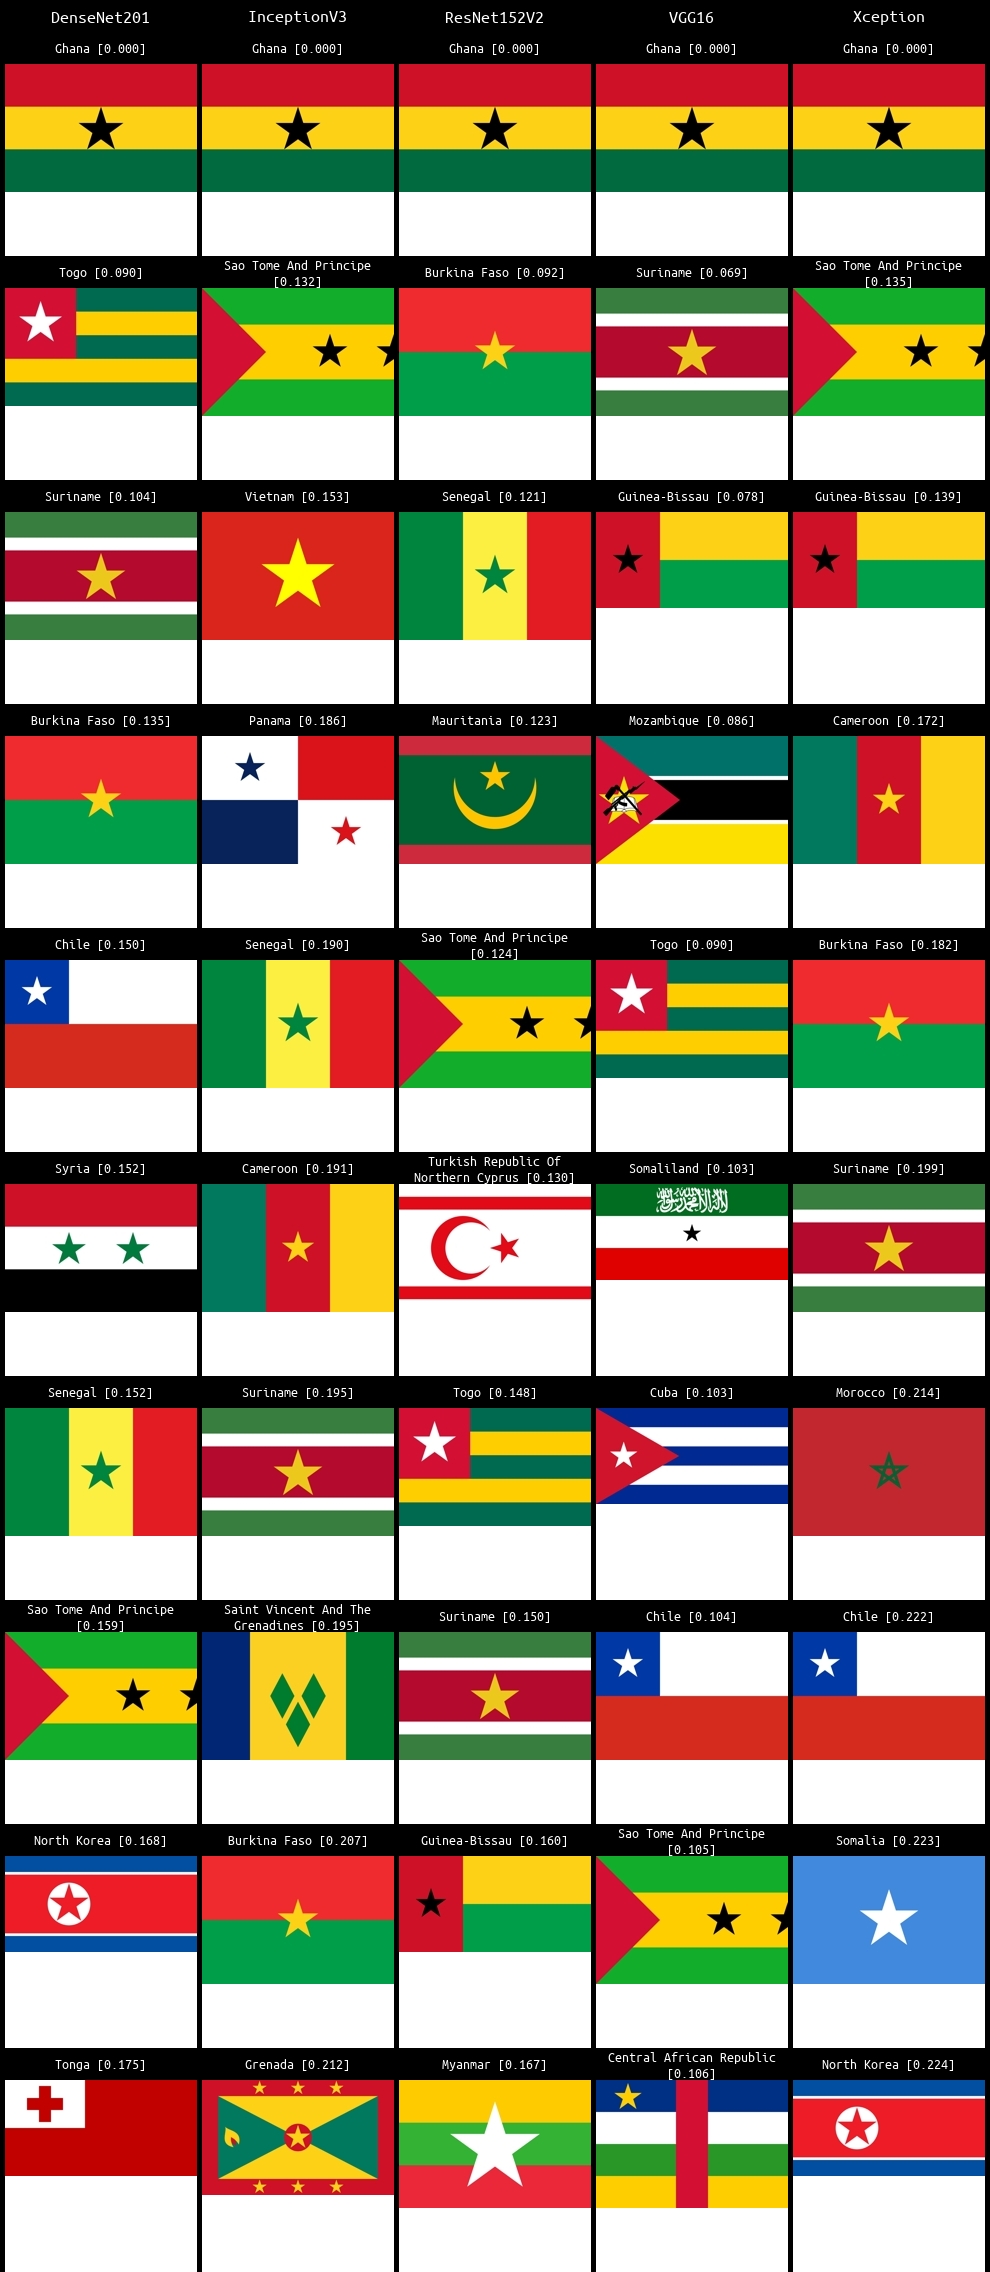 DenseNet201 InceptionV3 ResNet152V2 VGG16 Xception
Ghana [0.000] Ghana [0.000] Ghana [0.000] Ghana [0.000] Ghana [0.000]
Togo [0.090] Sao Tome And Principe [0.132] Burkina Faso [0.092] Suriname [0.069] Sao Tome And Principe [0.135]
Suriname [0.104] Vietnam [0.153] Senegal [0.121] Guinea-Bissau [0.078] Guinea-Bissau [0.139]
Burkina Faso [0.135] Panama [0.186] Mauritania [0.123] Mozambique [0.086] Cameroon [0.172]
Chile [0.150] Senegal [0.190] Sao Tome And Principe [0.124] Togo [0.090] Burkina Faso [0.182]
Syria [0.152] Cameroon [0.191] Turkish Republic Of Northern Cyprus [0.130] Somaliland [0.103] Suriname [0.199]
Senegal [0.152] Suriname [0.195] Togo [0.148] Cuba [0.103] Morocco [0.214]
Sao Tome And Principe [0.159] Saint Vincent And The Grenadines [0.195] Suriname [0.150] Chile [0.104] Chile [0.222]
North Korea [0.168] Burkina Faso [0.207] Guinea-Bissau [0.160] Sao Tome And Principe [0.105] Somalia [0.223]
Tonga [0.175] Grenada [0.212] Myanmar [0.167] Central African Republic [0.106] North Korea [0.224]